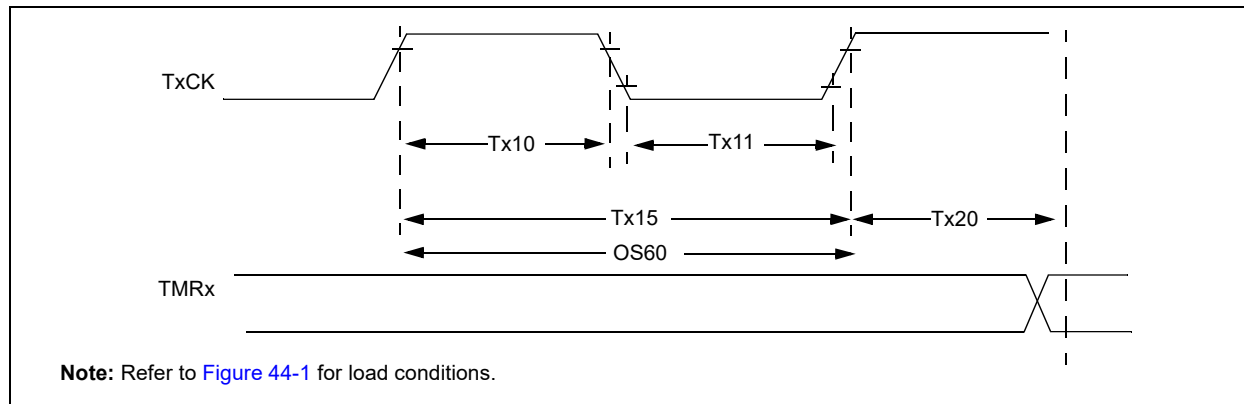 TxCK
Tx10
Tx11
Tx15
Tx20
OS60
TMRx
Note: Refer to Figure 44-1 for load conditions.